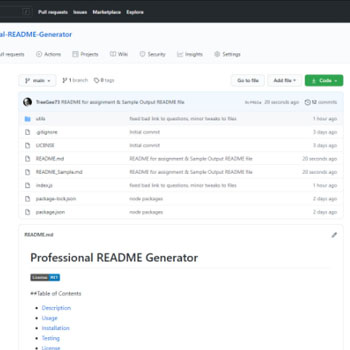 Pull requests Issues Marketplace Explore
al-README-Generator
ull requests Actions Projects Wiki Security Insights Settings
main 1 branch 0 tags Go to file Add file Code
TreeGee73 README for assignment & Sample Output README file 20 seconds ago 12 commits
utils fixed bad link to questions, minor tweaks to files 1 hour ago
.gitignore Initial commit 3 days ago
LICENSE Initial commit 3 days ago
README.md README for assignment & Sample Output README file 20 seconds ago
README_Sample.md README for assignment & Sample Output README file 20 seconds ago
index.js fixed bad link to questions, minor tweaks to files 1 hour ago
package-lock.json node packages 2 days ago
package.json node packages 2 days ago
README.md
Professional README Generator
License MIT
##Table of Contents
Description
Usage
Installation
Testing
License